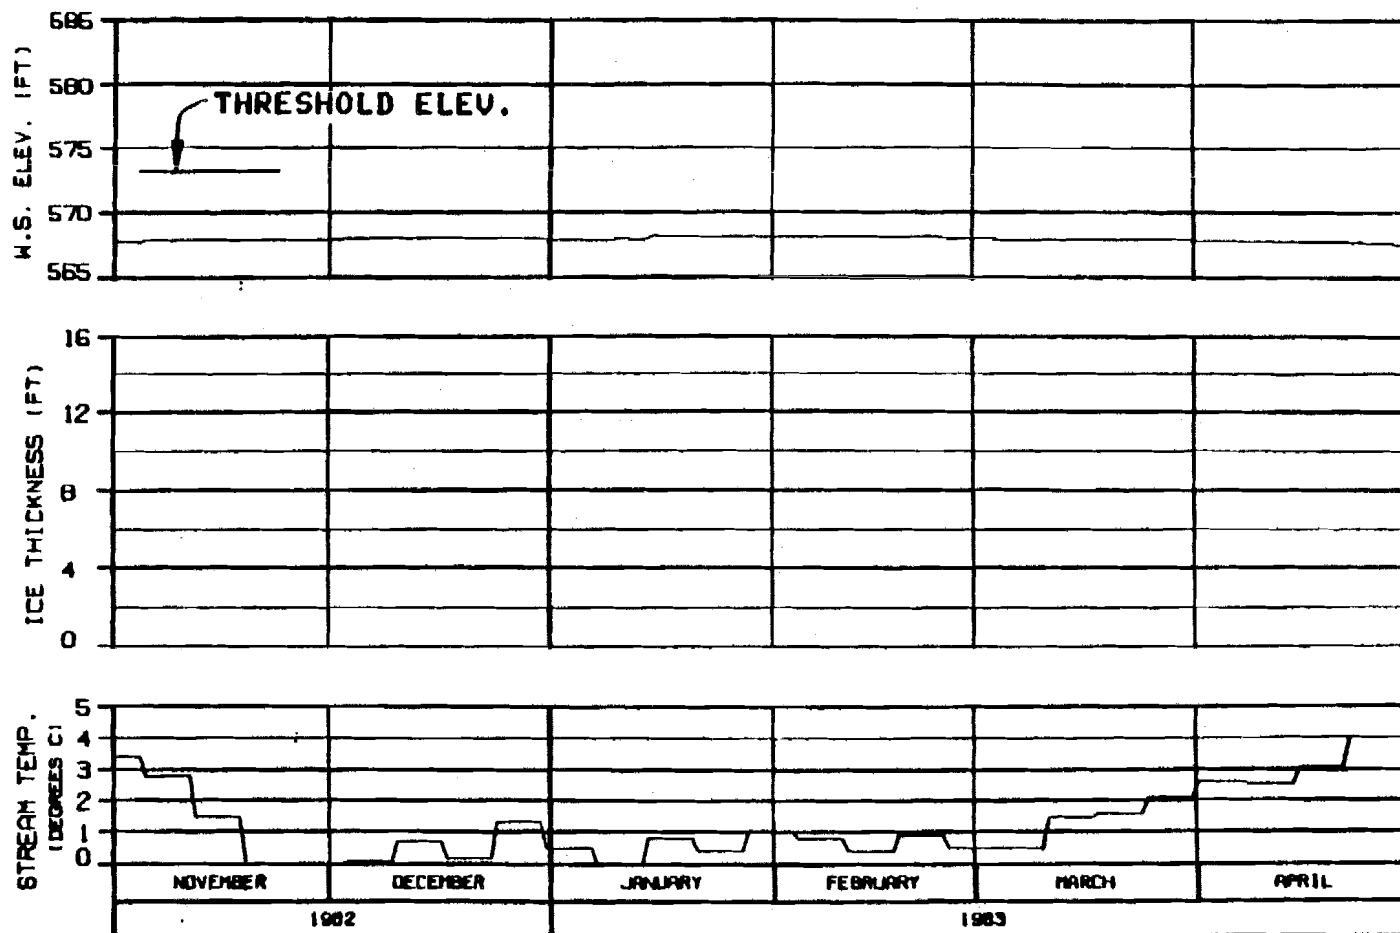 W.S. ELEV. (FT)
585
580
575
570
565
THRESHOLD ELEV.
ICE THICKNESS (FT)
16
12
8
4
0
STREAM TEMP.
(DEGREES C)
5
4
3
2
1
0
NOVEMBER DECEMBER JANUARY FEBRUARY MARCH APRIL
1982 1983